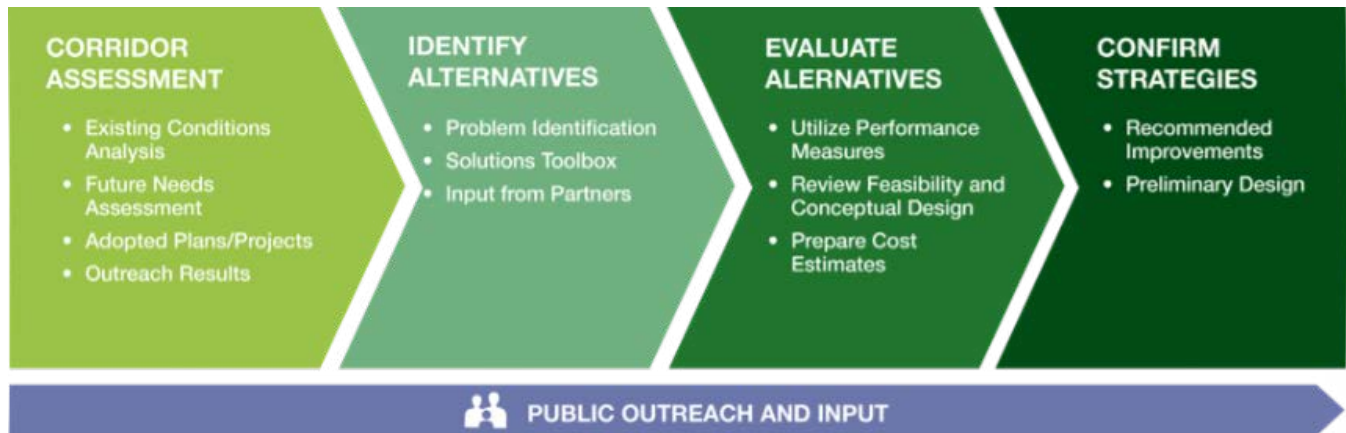 CORRIDOR
ASSESSMENT
• Existing Conditions
Analysis
• Future Needs
Assessment
• Adopted Plans/Projects
• Outreach Results
IDENTIFY
ALTERNATIVES
• Problem Identification
• Solutions Toolbox
• Input from Partners
EVALUATE
ALERNATIVES
• Utilize Performance
Measures
• Review Feasibility and
Conceptual Design
• Prepare Cost
Estimates
CONFIRM
STRATEGIES
• Recommended
Improvements
• Preliminary Design
PUBLIC OUTREACH AND INPUT